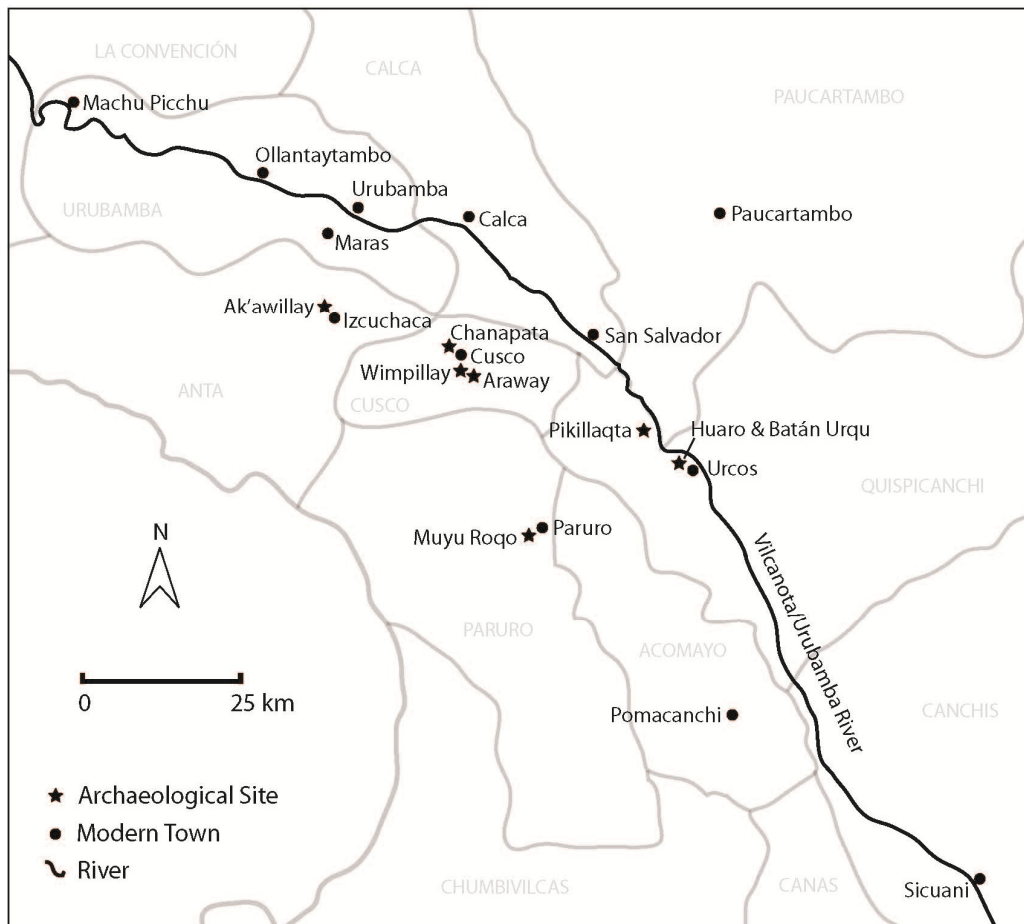 LA CONVENCIÓN
CALCA
PAUCARTAMBO
Machu Picchu
Ollantaytambo
Urubamba
URUBAMBA
Calca
Paucartambo
Maras
Ak'awillay
Izcuchaca
Chanapata
San Salvador
Cusco
Wimpillay
Araway
ANTA
CUSCO
Pikillaqta
Huaro & Batán Urqu
Urcos
QUISPICANCHI
N
Muyu Roqo
Paruro
Vilcanota/Urubamba River
PARURO
ACOMAYO
0
25 km
Pomacanchi
CANCHIS
Archaeological Site
Modern Town
River
CHUMBIVILCAS
CANAS
Sicuani